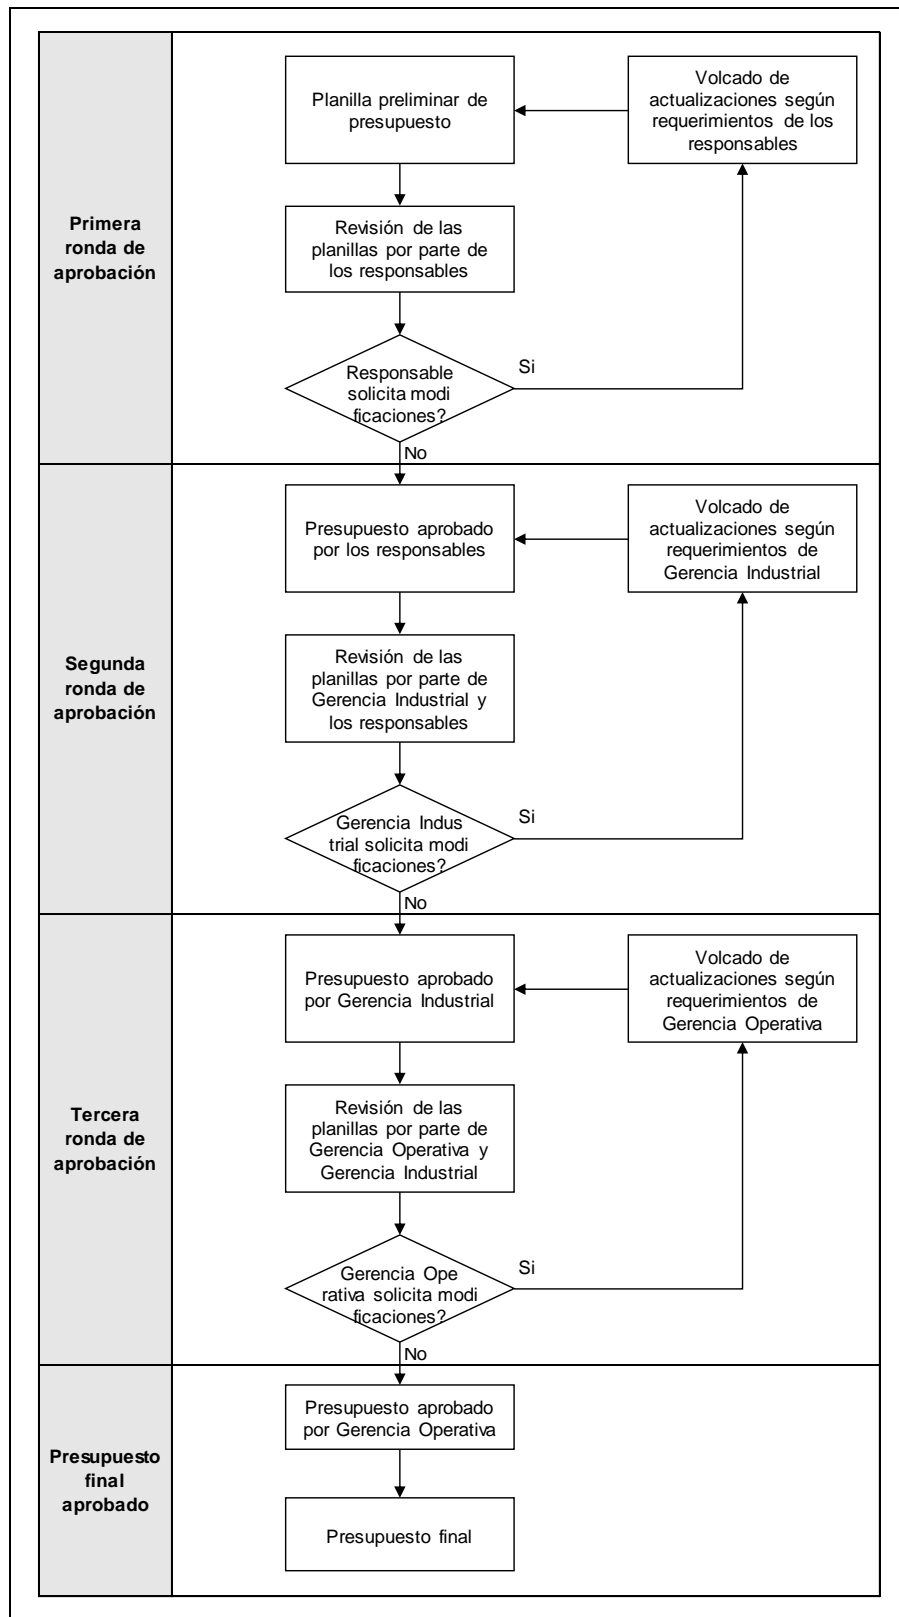 Primera
ronda de
aprobación
Planilla preliminar de
presupuesto
Volcado de
actualizaciones según
requerimientos de los
responsables
Revisión de las
planillas por parte de
los responsables
Responsable
solicita modi
ficaciones?
Si
No
Segunda
ronda de
aprobación
Presupuesto aprobado
por los responsables
Volcado de
actualizaciones según
requerimientos de
Gerencia Industrial
Revisión de las
planillas por parte de
Gerencia Industrial y
los responsables
Gerencia Indus
trial solicita modi
ficaciones?
Si
No
Tercera
ronda de
aprobación
Presupuesto aprobado
por Gerencia Industrial
Volcado de
actualizaciones según
requerimientos de
Gerencia Operativa
Revisión de las
planillas por parte de
Gerencia Operativa y
Gerencia Industrial
Gerencia Ope
rativa solicita modi
ficaciones?
Si
No
Presupuesto
final
aprobado
Presupuesto aprobado
por Gerencia Operativa
Presupuesto final